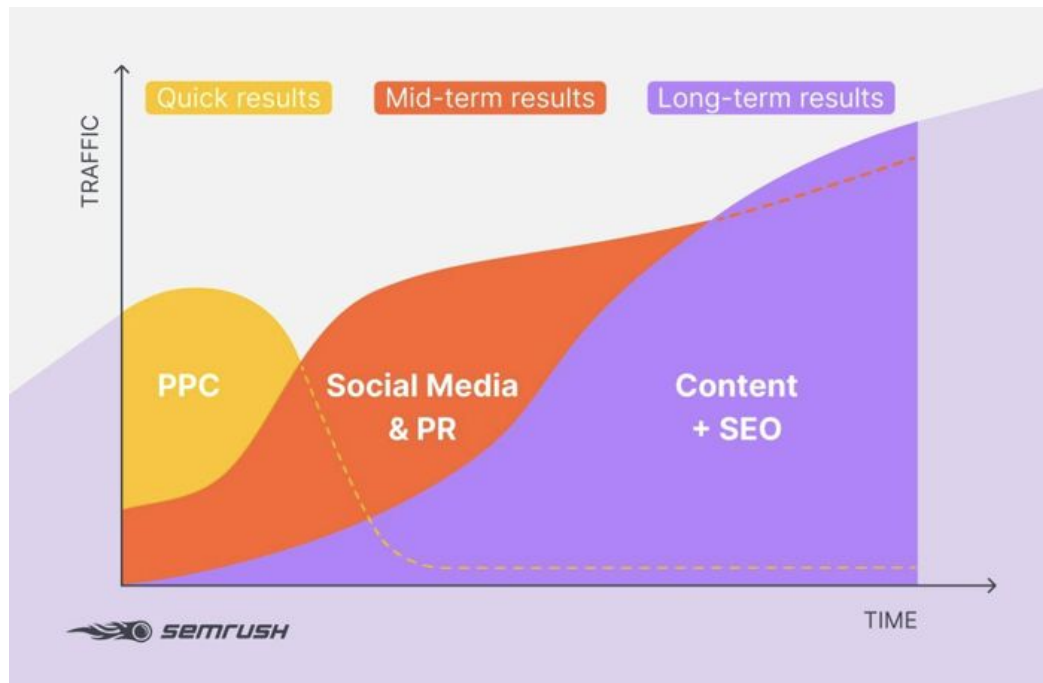 Quick results
Mid-term results
Long-term results
TRAFFIC
PPC
Social Media
& PR
Content
+ SEO
TIME
semrush